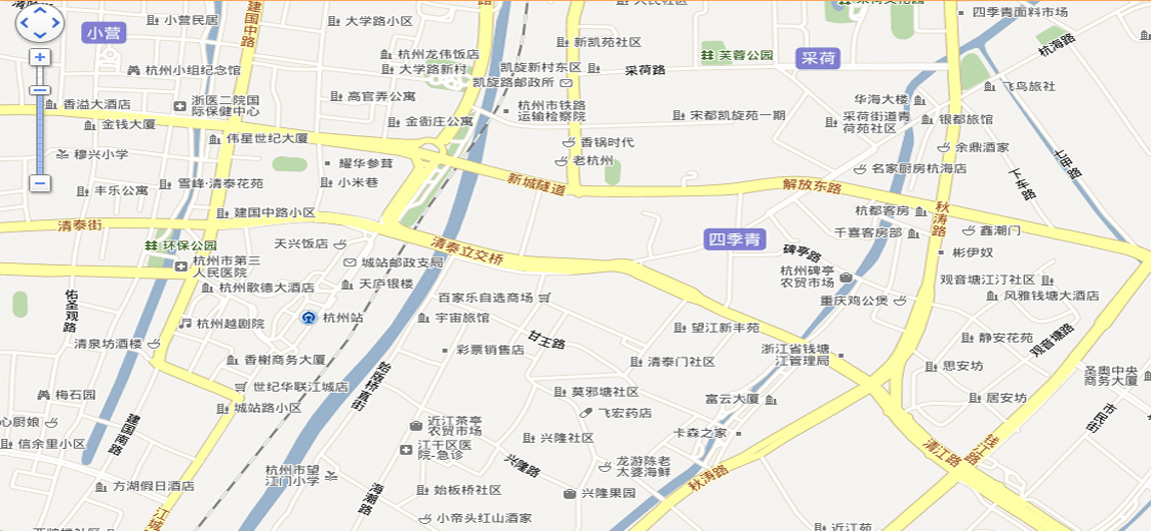 小营民居
建国中路
大学路小区
人民社区
四季青面料市场
小营
新凯苑社区
杭海路
杭州龙伟饭店
芙蓉公园
采荷
杭州小组纪念馆
大学路新村
凯旋新村东区
采荷路
凯旋路邮政所
飞鸟旅社
香溢大酒店
浙医二院国
际保健中心
高官弄公寓
杭州市铁路
运输检察院
华海大楼
金钱大厦
金衙庄公寓
宋都凯旋苑一期
采荷街道青
荷苑社区
银都旅馆
伟星世纪大厦
香锅时代
余鼎酒家
穆兴小学
耀华参茸
老杭州
名家厨房杭海店
七甲路
丰乐公寓
雪峰·清泰花苑
小米巷
新城隧道
解放东路
下车路
建国中路小区
杭都客房
秋涛路
清泰街
千喜客房部
鑫潮门
环保公园
天兴饭店
清泰立交桥
四季青
碑亭路
彬伊奴
杭州市第三
人民医院
城站邮政支局
杭州碑亭
农贸市场
观音塘江汀社区
杭州歌德大酒店
天庐银楼
百家乐自选商场
重庆鸡公煲
风雅钱塘大酒店
佑圣观路
杭州越剧院
杭州站
宇宙旅馆
望江新丰苑
清泉坊酒楼
甘王路
静安花苑
观音塘路
香榭商务大厦
彩票销售店
清泰门社区
浙江省钱塘
江管理局
思安坊
世纪华联江城店
始版桥直街
圣奥中央
商务大厦
梅石园
莫邪塘社区
富云大厦
居安坊
城站路小区
飞宏药店
市民街
心厨娘
建国南路
近江茶亭
农贸市场
卡森之家
信余里小区
江干区医
院-急诊
兴隆社区
清江路
钱江路
兴隆路
龙游陈老
太婆海鲜
杭州市望
江门小学
秋涛路
方湖假日酒店
海潮路
始板桥社区
兴隆果园
江城
小帝头红山酒家
近江苑